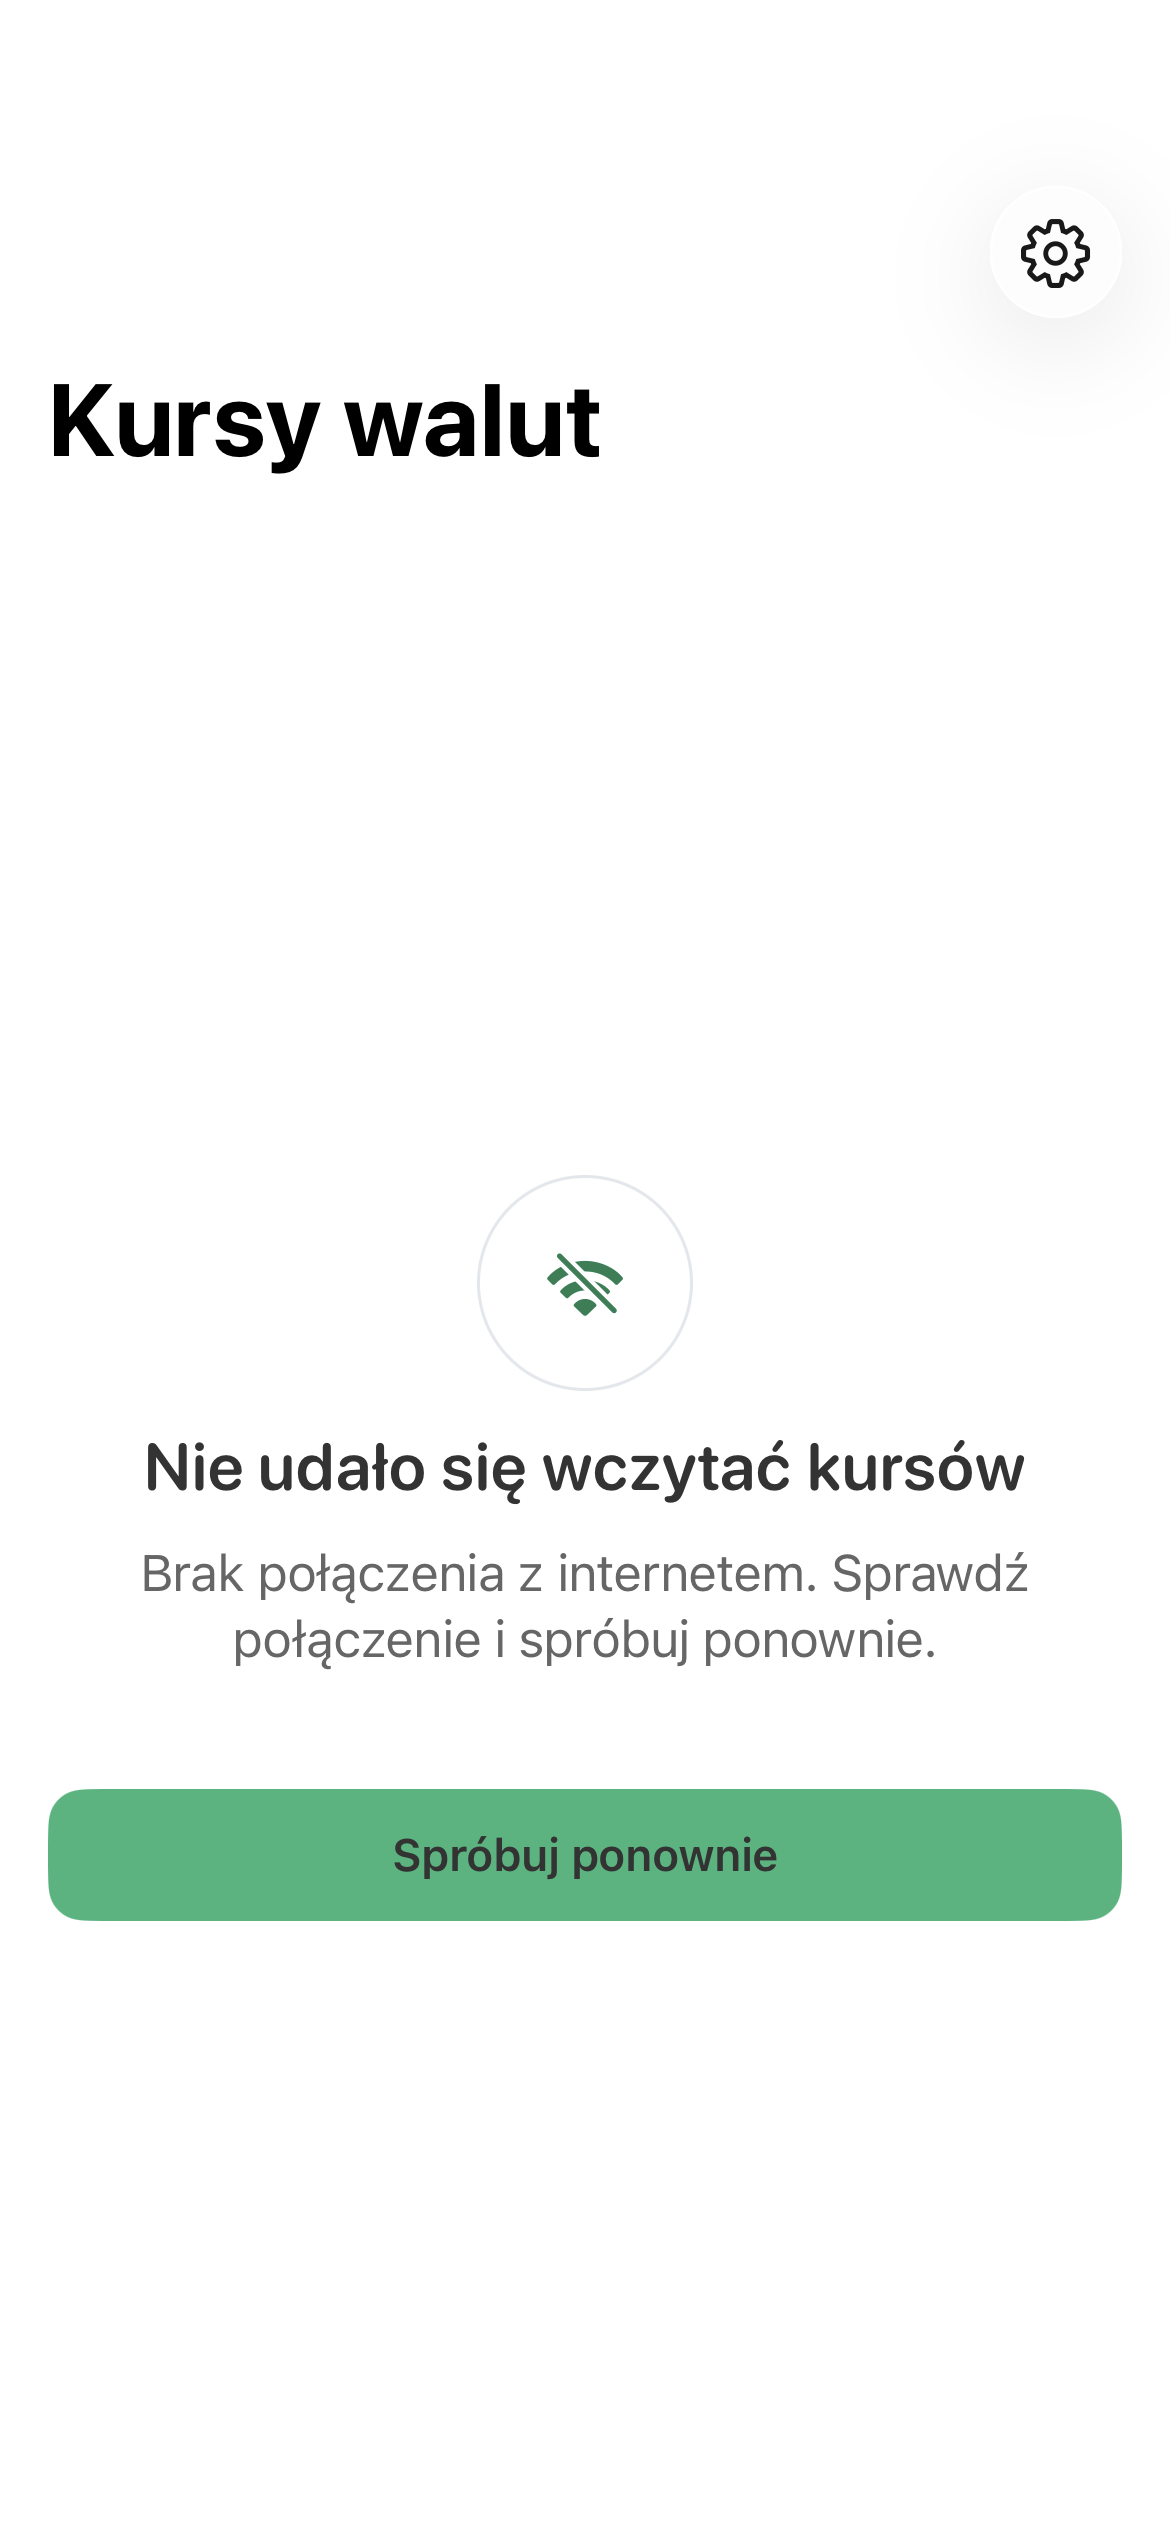 Kursy walut
Nie udało się wczytać kursów
Brak połączenia z internetem. Sprawdź
połączenie i spróbuj ponownie.
Spróbuj ponownie